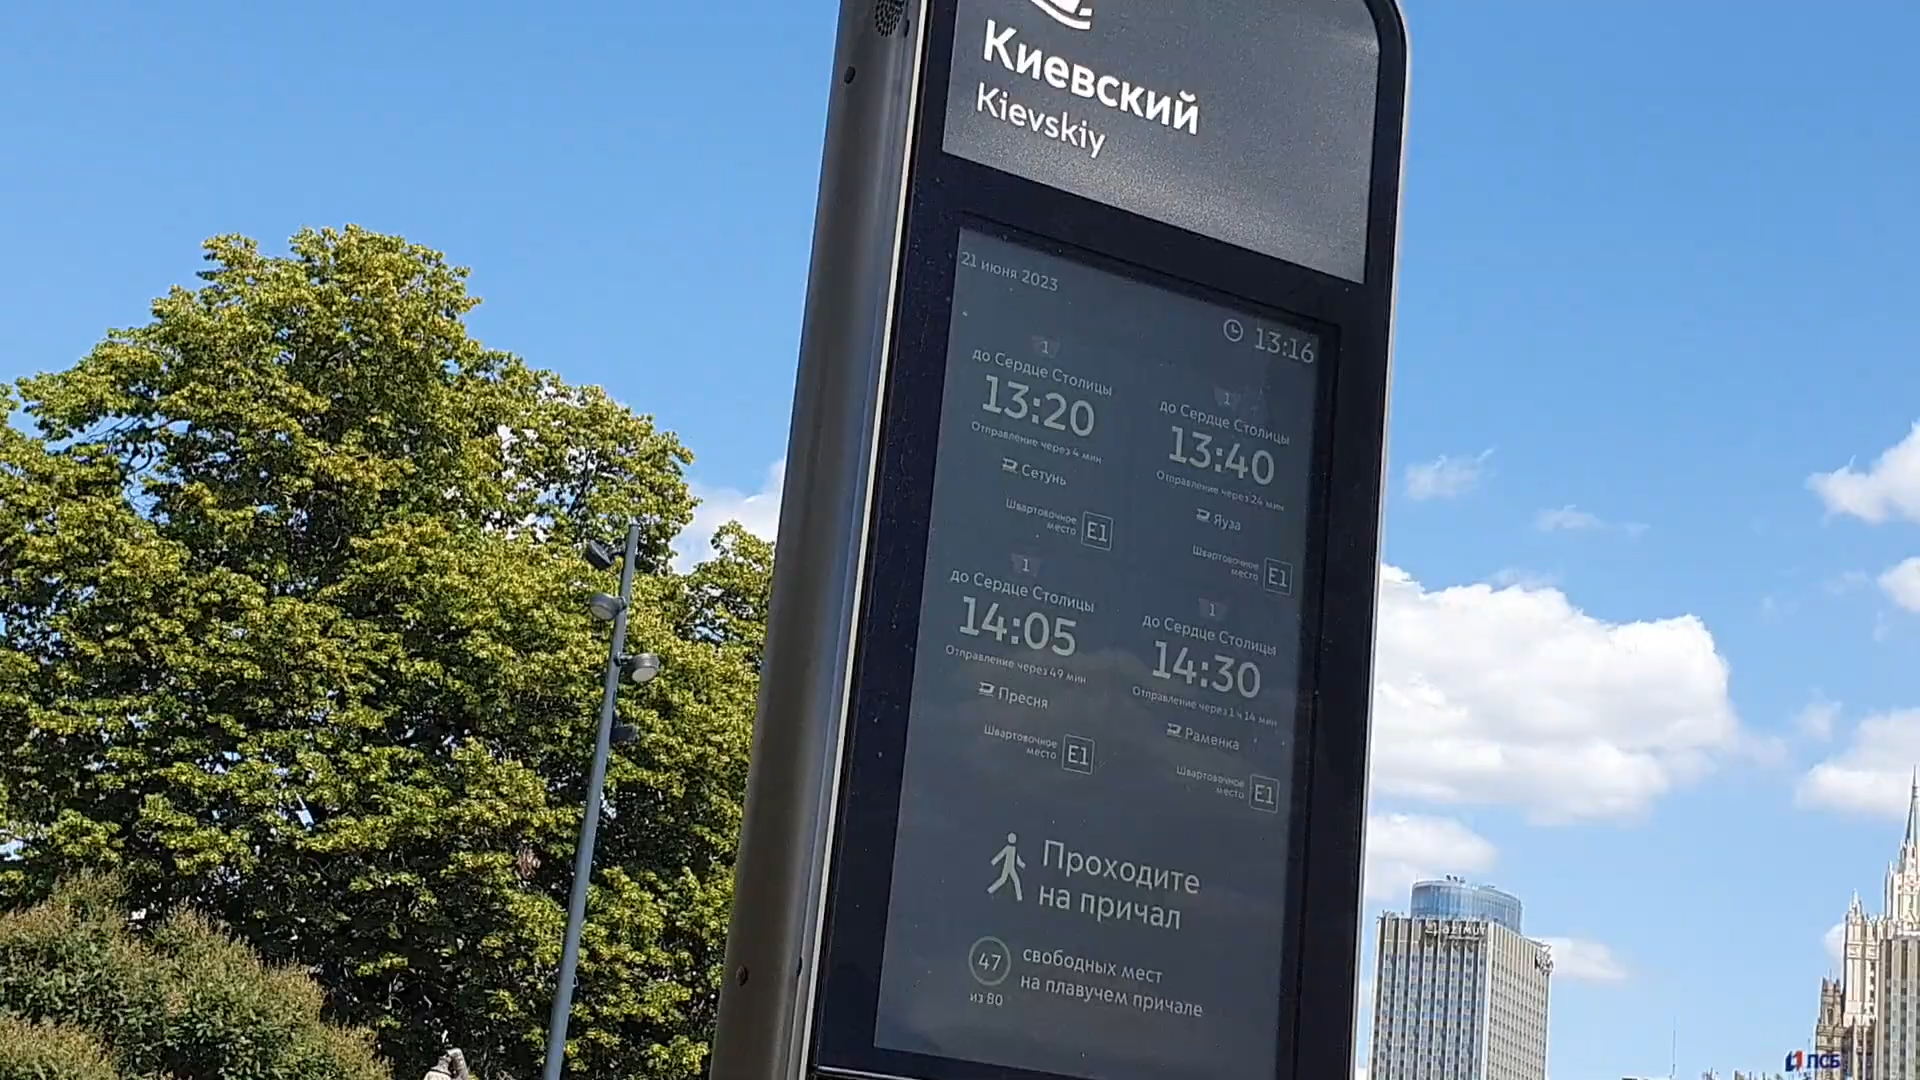 Киевский
Kievskiy
21 июня 2023
13:16
1
до Сердце Столицы
13:20
Отправление через 4 мин
Сетунь
Швартовочное
место
E1
1
до Сердце Столицы
13:40
Отправление через 24 мин
Яуза
Швартовочное
место
E1
1
до Сердце Столицы
14:05
Отправление через 49 мин
Пресня
Швартовочное
место
E1
1
до Сердце Столицы
14:30
Отправление через 1 ч 14 мин
Раменка
Швартовочное
место
E1
Проходите
на причал
47
из 80
свободных мест
на плавучем причале
azimut
ПСБ